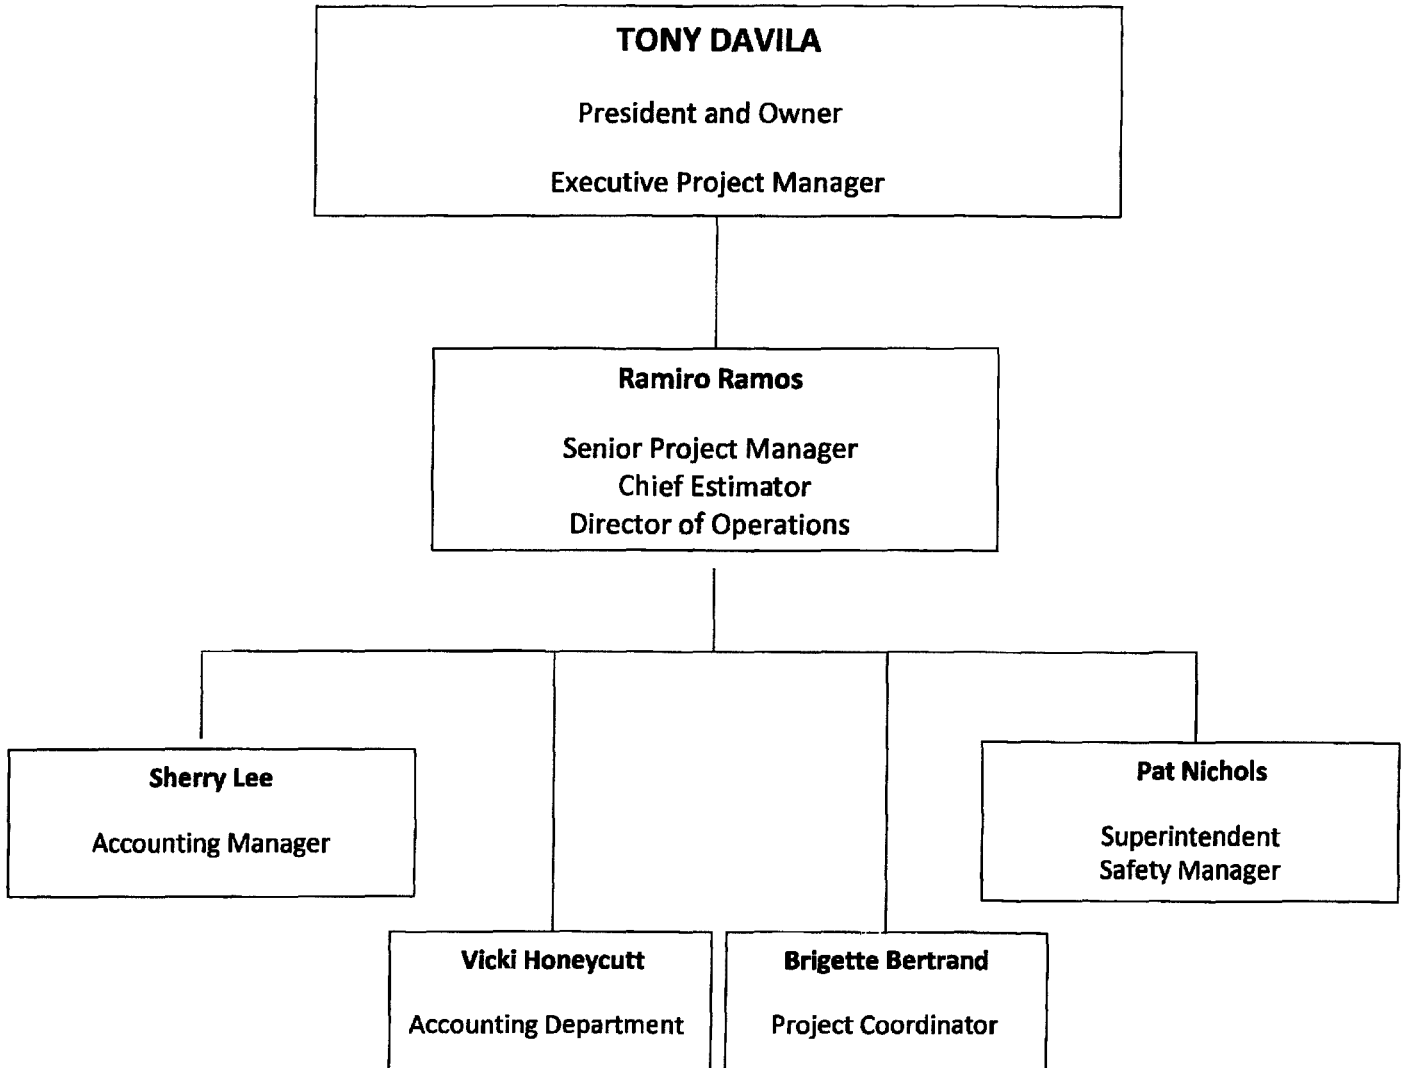 TONY DAVILA
President and Owner
Executive Project Manager
Ramiro Ramos
Senior Project Manager
Chief Estimator
Director of Operations
Sherry Lee
Accounting Manager
Pat Nichols
Superintendent
Safety Manager
Vicki Honeycutt
Accounting Department
Brigette Bertrand
Project Coordinator